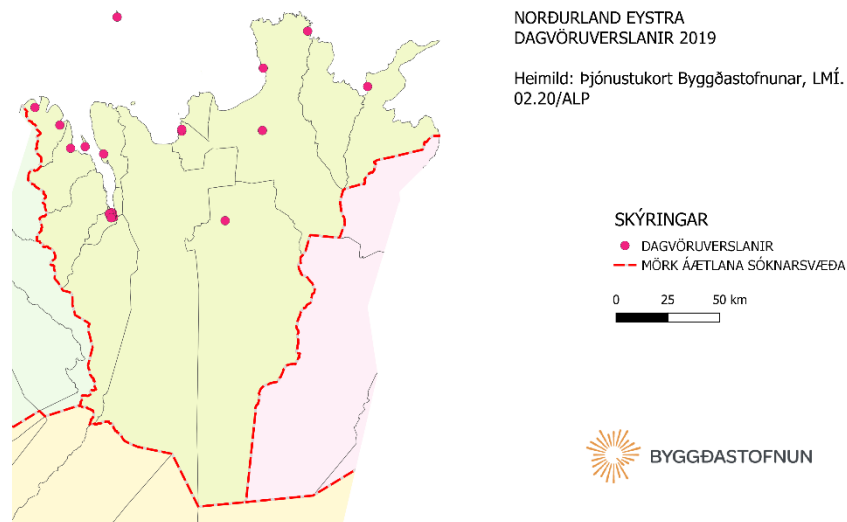 NORÐURLAND EYSTRA
DAGVÖRUVERSLANIR 2019
Heimild: Þjónustukort Byggðastofnunar, LMÍ.
02.20/ALP
SKÝRINGAR
DAGVÖRUVERSLANIR
MÖRK ÁÆTLANA SÓKNARSVÆÐA
0 25 50 km
BYGGÐASTOFNUN